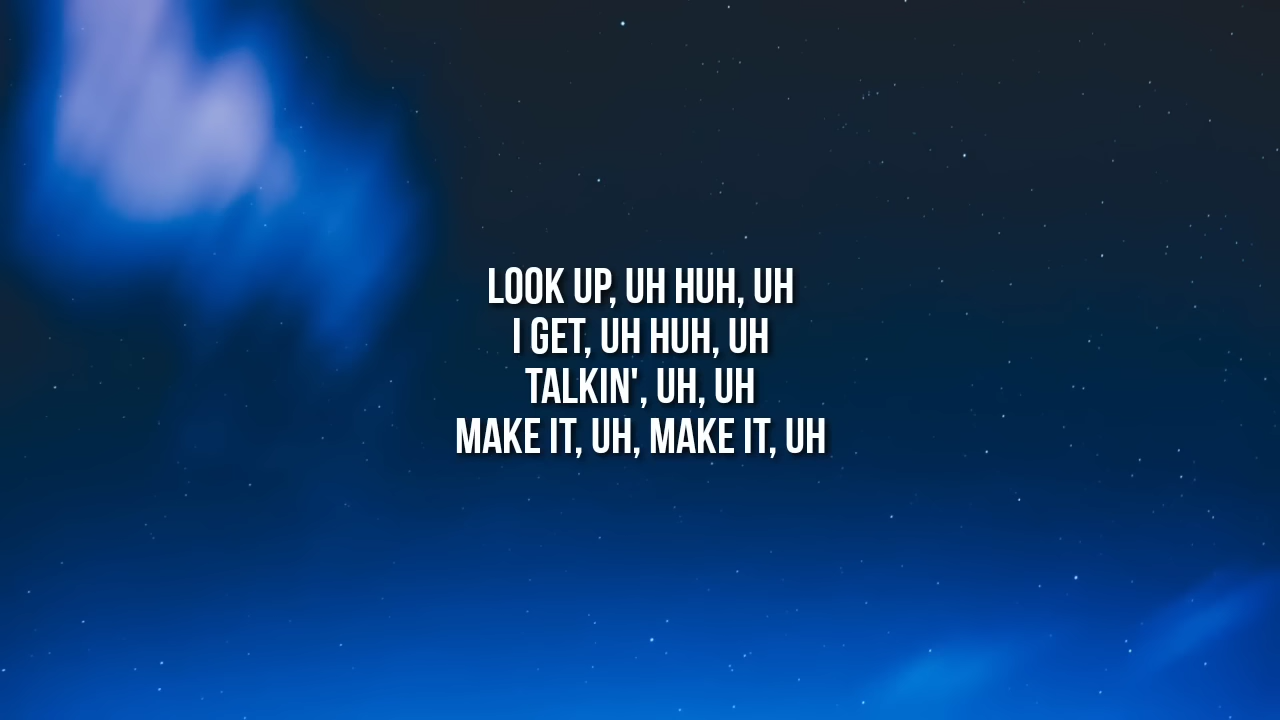 LOOK UP, UH HUH, UH
I GET, UH HUH, UH
TALKIN', UH, UH
MAKE IT, UH, MAKE IT, UH